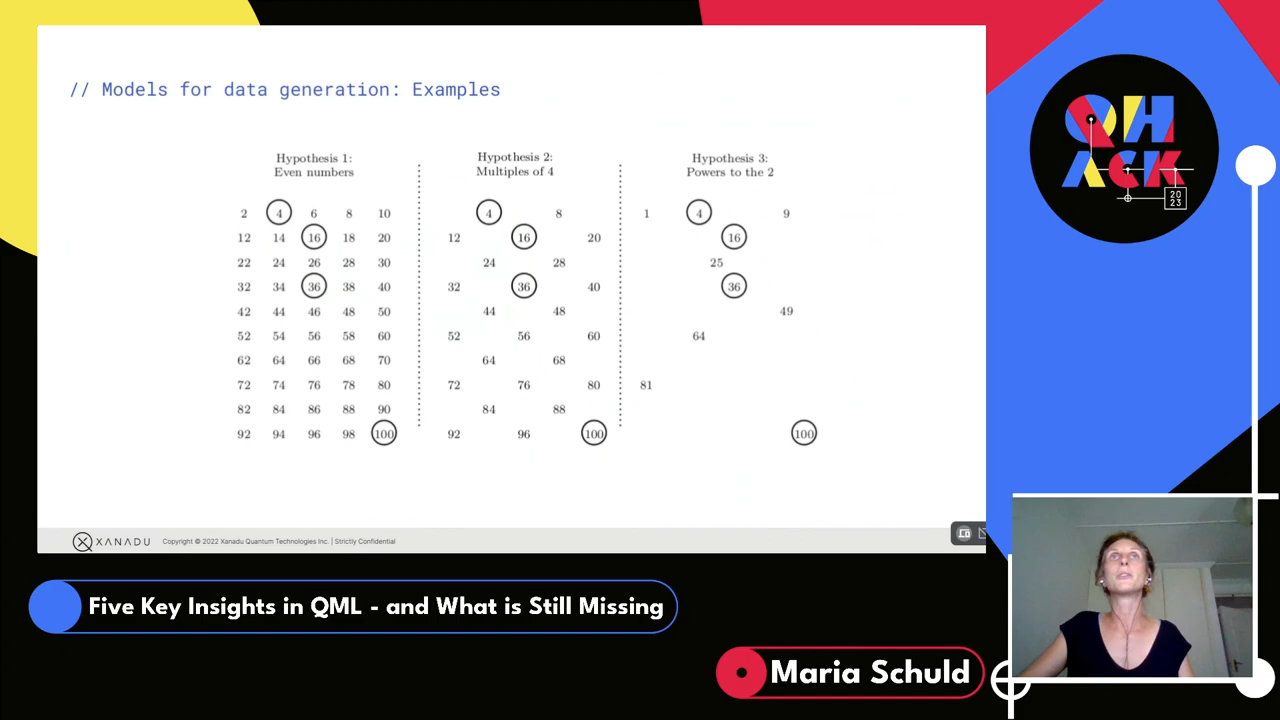 // Models for data generation: Examples
Hypothesis 1:
Even numbers
Hypothesis 2:
Multiples of 4
Hypothesis 3:
Powers to the 2
2 4 6 8 10 4 8 1 4 9
12 14 16 18 20 12 16 20 16
22 24 26 28 30 24 28 25
32 34 36 38 40 32 36 40 36
42 44 46 48 50 44 48 49
52 54 56 58 60 52 56 60 64
62 64 66 68 70 64 68
72 74 76 78 80 72 76 80 81
82 84 86 88 90 84 88
92 94 96 98 100 92 96 100 100
XANADU Copyright © 2022 Xanadu Quantum Technologies Inc. | Strictly Confidential
QHACK
20
23
Five Key Insights in QML - and What is Still Missing
Maria Schuld